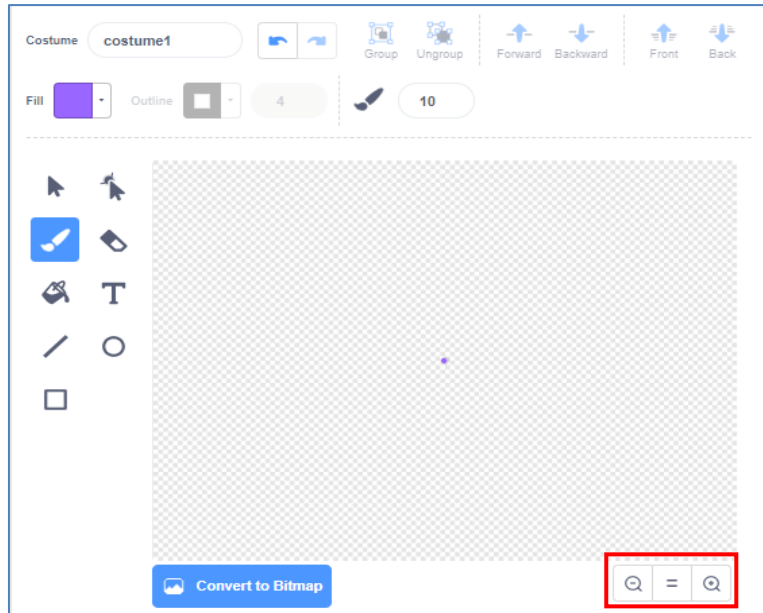 Costume costume1
Group Ungroup Forward Backward Front Back
Fill Outline 4 10
T
Convert to Bitmap
=